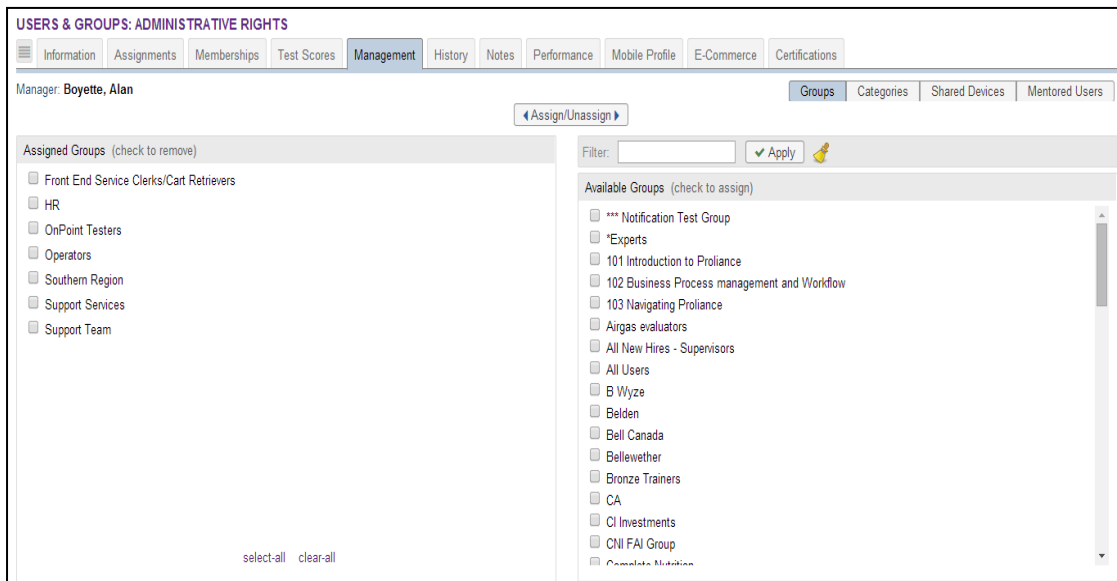 USERS & GROUPS: ADMINISTRATIVE RIGHTS
Information Assignments Memberships Test Scores Management History Notes Performance Mobile Profile E-Commerce Certifications
Manager: Boyette, Alan
Groups Categories Shared Devices Mentored Users
Assign/Unassign
Assigned Groups (check to remove)
Front End Service Clerks/Cart Retrievers
HR
OnPoint Testers
Operators
Southern Region
Support Services
Support Team
select-all clear-all
Filter: Apply
Available Groups (check to assign)
*** Notification Test Group
*Experts
101 Introduction to Proliance
102 Business Process management and Workflow
103 Navigating Proliance
Airgas evaluators
All New Hires - Supervisors
All Users
B Wyze
Belden
Bell Canada
Bellewether
Bronze Trainers
CA
CI Investments
CNI FAI Group
Complete Nutrition